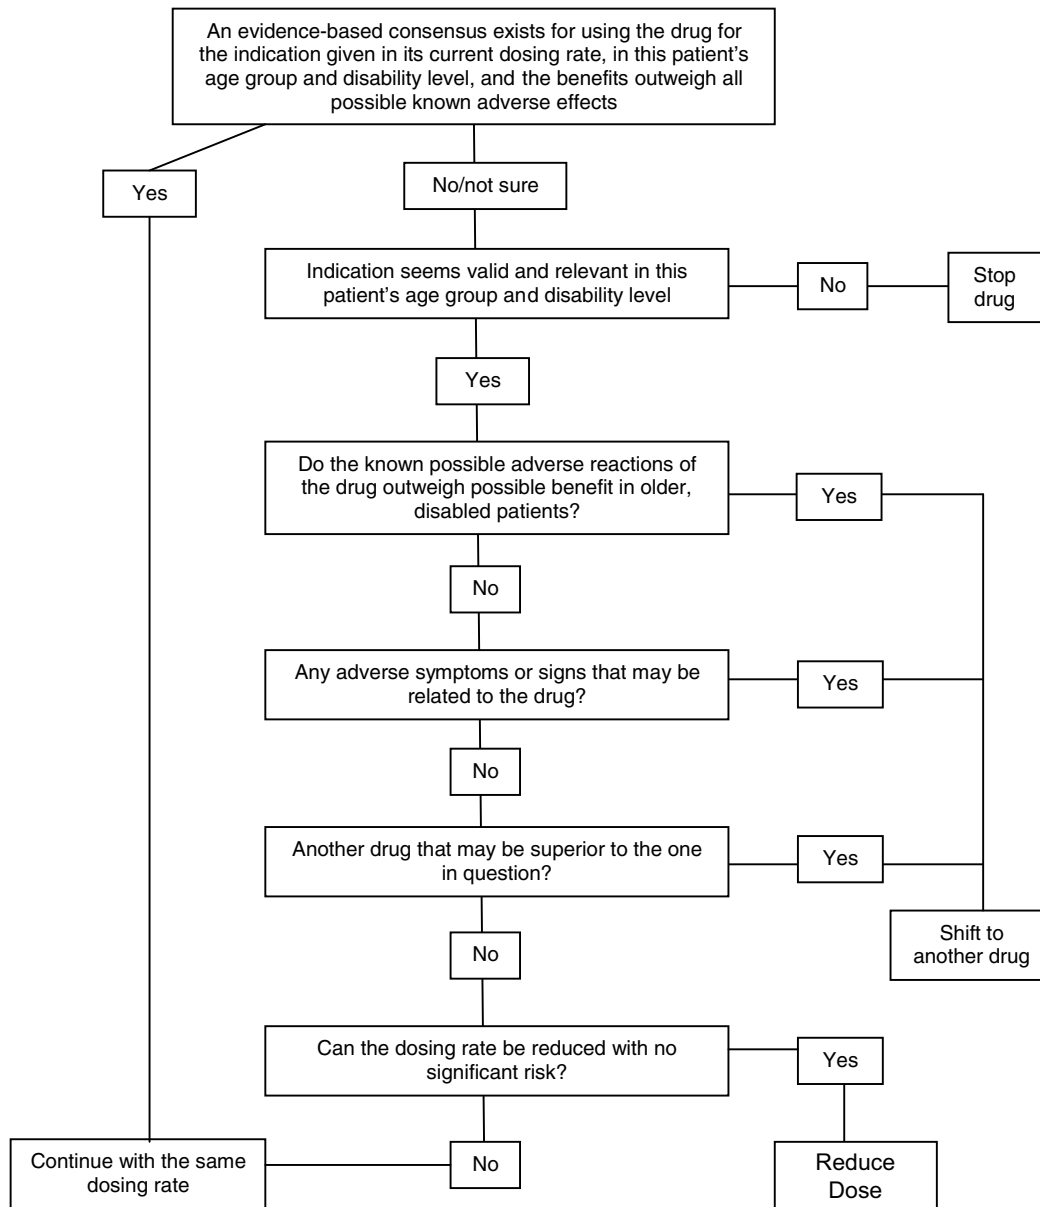 An evidence-based consensus exists for using the drug for
the indication given in its current dosing rate, in this patient's
age group and disability level, and the benefits outweigh all
possible known adverse effects
Yes
No/not sure
Indication seems valid and relevant in this
patient's age group and disability level
No
Stop
drug
Yes
Do the known possible adverse reactions of
the drug outweigh possible benefit in older,
disabled patients?
Yes
No
Any adverse symptoms or signs that may be
related to the drug?
Yes
No
Another drug that may be superior to the one
in question?
Yes
No
Shift to
another drug
Can the dosing rate be reduced with no
significant risk?
Yes
No
Continue with the same
dosing rate
Reduce
Dose